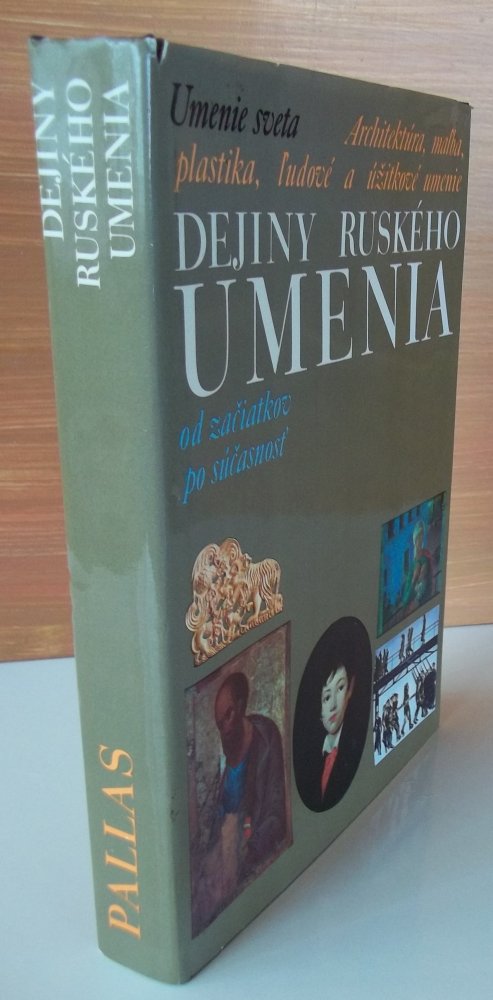 DEJINY
RUSKÉHO
UMENIA
PALLAS
Umenie sveta
Architektúra, maľba,
plastika, ľudové a úžitkové umenie
DEJINY RUSKÉHO
UMENIA
od začiatkov
po súčasnosť